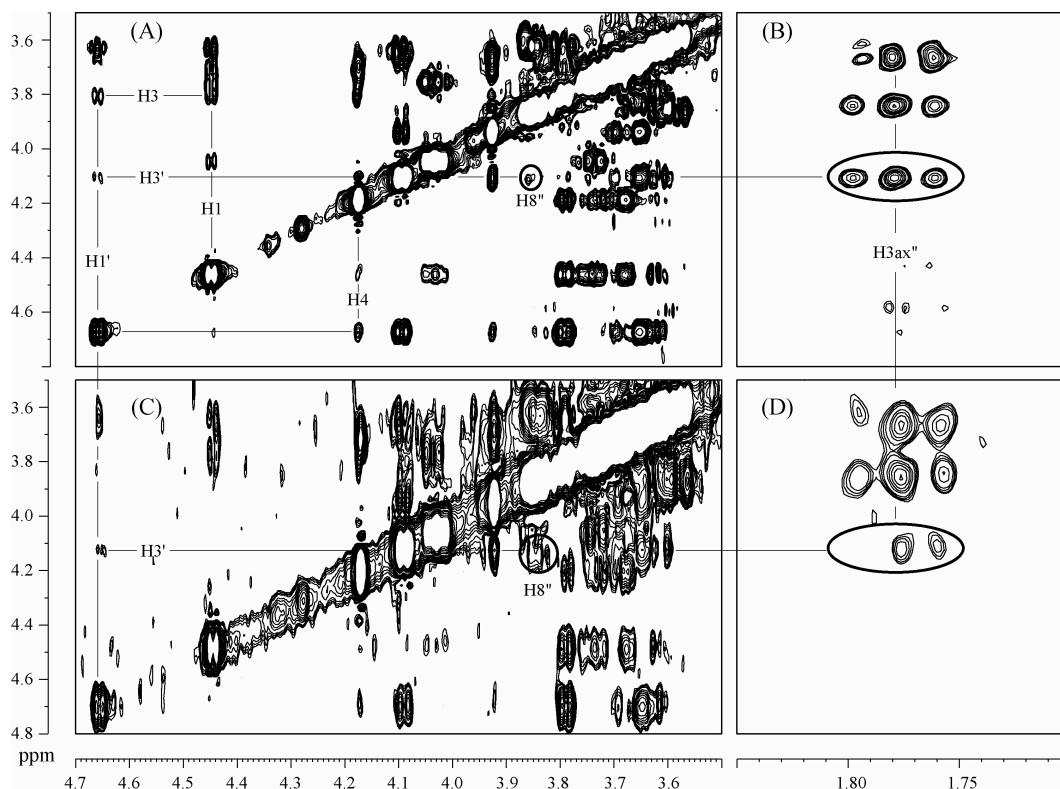 (A)
(B)
3.6
3.8
4.0
4.2
4.4
4.6
H3
H3'
H1
H1'
H4
H8"
H3ax"
(C)
(D)
3.6
3.8
4.0
4.2
4.4
4.6
4.8
H3'
H8"
ppm
4.7 4.6 4.5 4.4 4.3 4.2 4.1 4.0 3.9 3.8 3.7 3.6
1.80 1.75